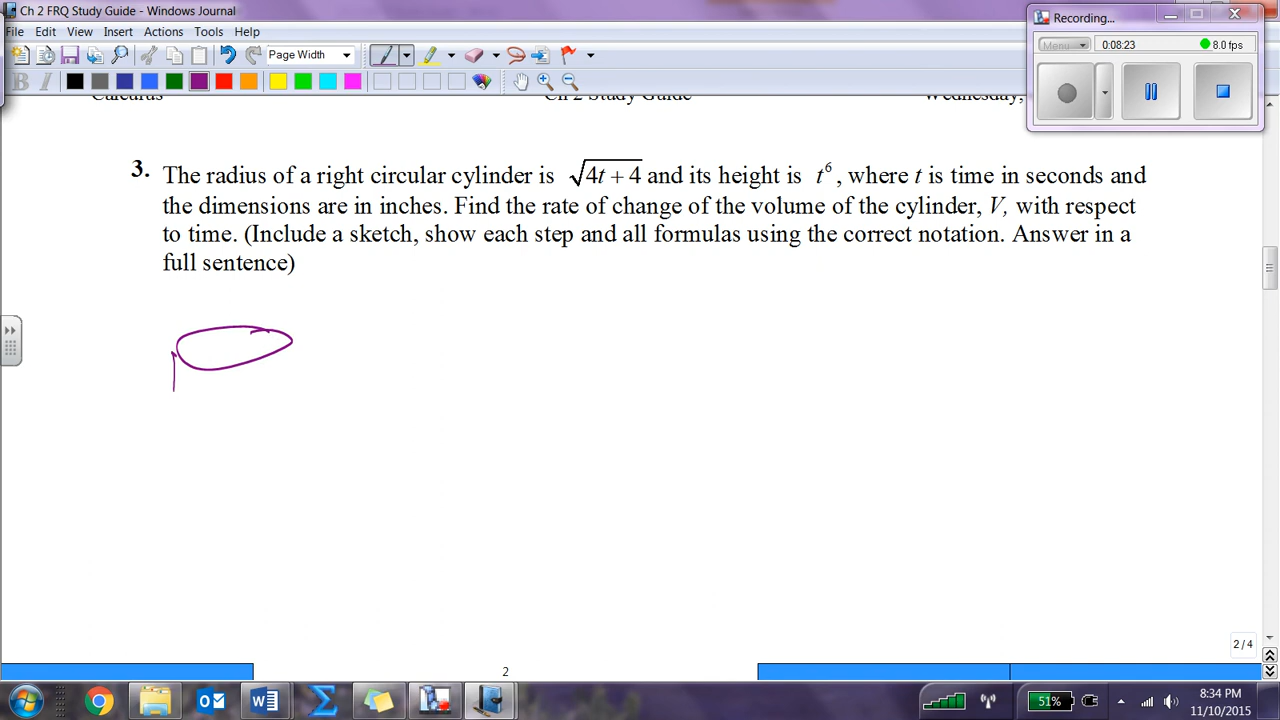 Ch 2 FRQ Study Guide - Windows Journal
File Edit View Insert Actions Tools Help
Page Width
B I
Recording...
Menu 0:08:23 8.0 fps
Calculus Ch 2 Study Guide Wednesday,
3. The radius of a right circular cylinder is √(4t + 4) and its height is t⁶, where t is time in seconds and
the dimensions are in inches. Find the rate of change of the volume of the cylinder, V, with respect
to time. (Include a sketch, show each step and all formulas using the correct notation. Answer in a
full sentence)
2 / 4
2
51%
8:34 PM
11/10/2015